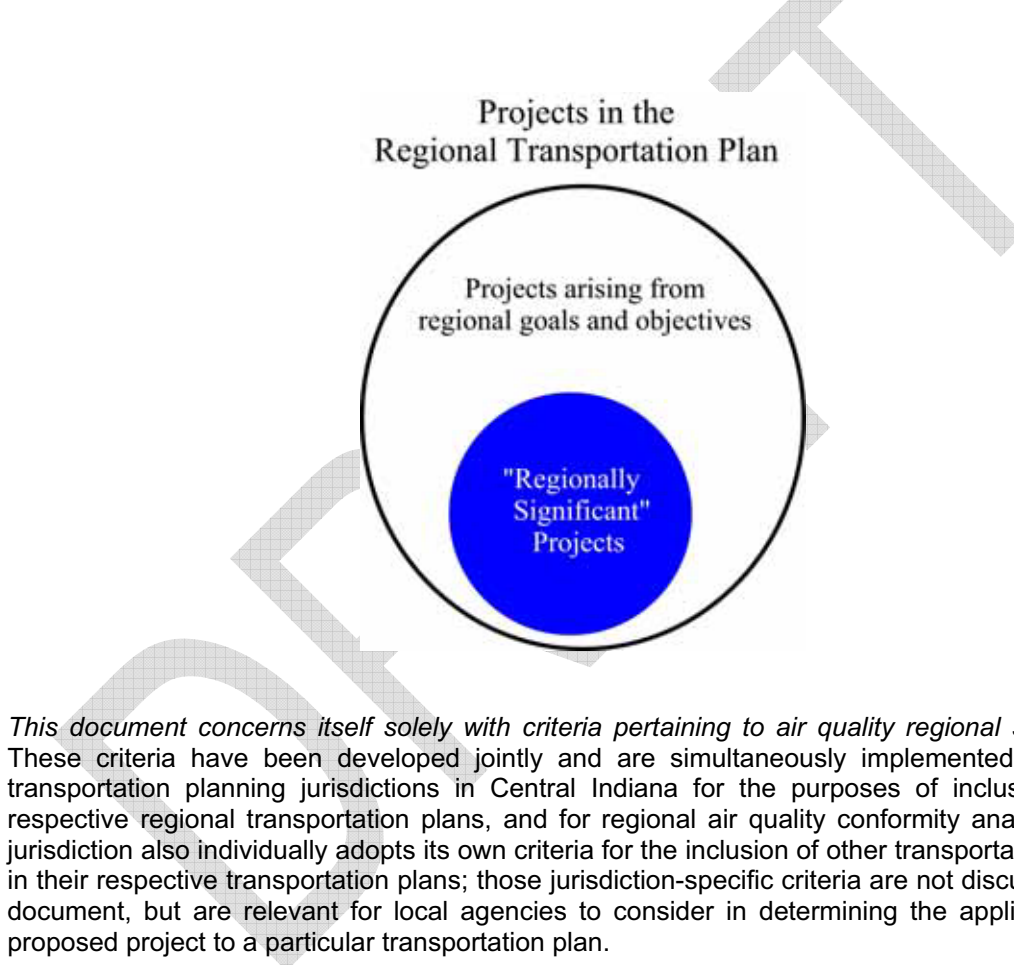 Projects in the
Regional Transportation Plan
Projects arising from
regional goals and objectives
"Regionally
Significant"
Projects
This document concerns itself solely with criteria pertaining to air quality regional
These criteria have been developed jointly and are simultaneously implemented
transportation planning jurisdictions in Central Indiana for the purposes of
respective regional transportation plans, and for regional air quality conformity
jurisdiction also individually adopts its own criteria for the inclusion of other
in their respective transportation plans; those jurisdiction-specific criteria are not
document, but are relevant for local agencies to consider in determining the
proposed project to a particular transportation plan.